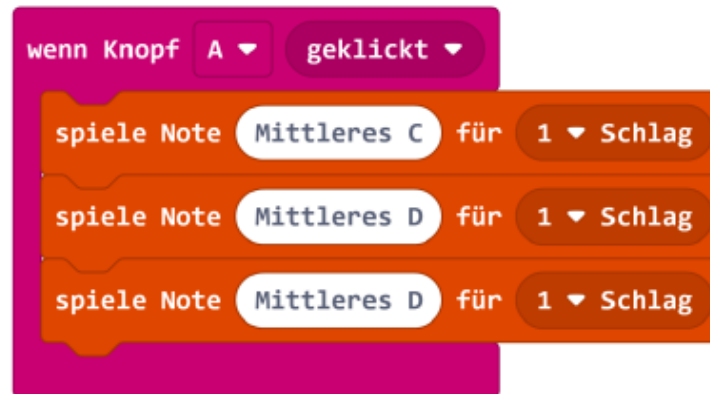 wenn Knopf A geklickt
spiele Note Mittleres C für 1 Schlag
spiele Note Mittleres D für 1 Schlag
spiele Note Mittleres D für 1 Schlag